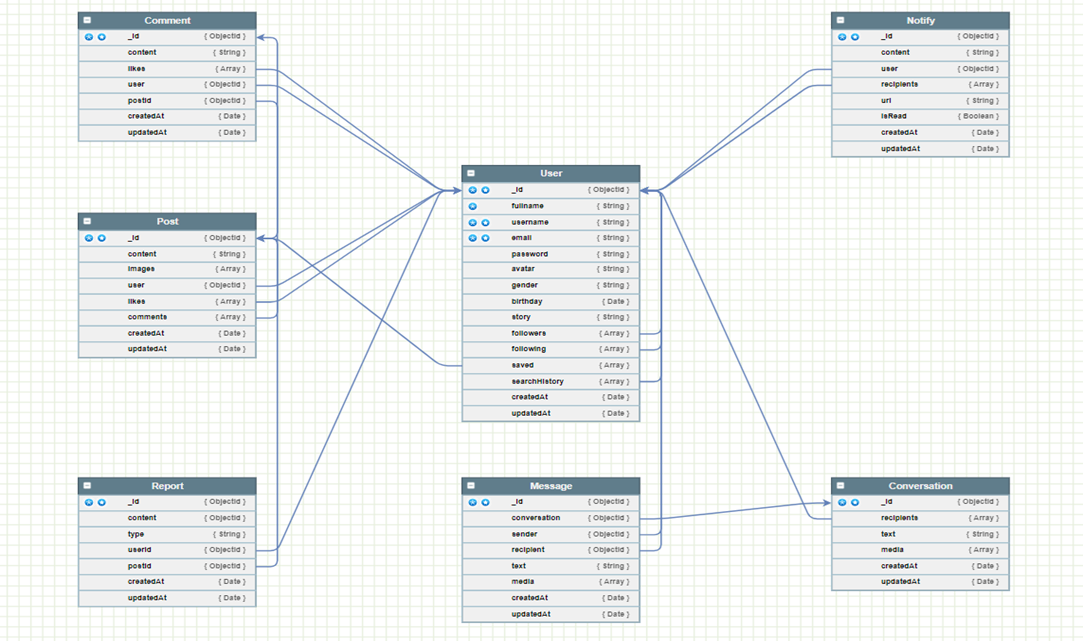 Comment
_id { ObjectId }
content { String }
likes { Array }
user { ObjectId }
postId { ObjectId }
createdAt { Date }
updatedAt { Date }
Notify
_id { ObjectId }
content { String }
user { ObjectId }
recipients { Array }
url { String }
isRead { Boolean }
createdAt { Date }
updatedAt { Date }
User
_id { ObjectId }
fullname { String }
username { String }
email { String }
password { String }
avatar { String }
gender { String }
birthday { Date }
story { String }
followers { Array }
following { Array }
saved { Array }
searchHistory { Array }
createdAt { Date }
updatedAt { Date }
Post
_id { ObjectId }
content { String }
images { Array }
user { ObjectId }
likes { Array }
comments { Array }
createdAt { Date }
updatedAt { Date }
Report
_id { ObjectId }
content { ObjectId }
type { String }
userId { ObjectId }
postId { ObjectId }
createdAt { Date }
updatedAt { Date }
Message
_id { ObjectId }
conversation { ObjectId }
sender { ObjectId }
recipient { ObjectId }
text { String }
media { Array }
createdAt { Date }
updatedAt { Date }
Conversation
_id { ObjectId }
recipients { Array }
text { String }
media { Array }
createdAt { Date }
updatedAt { Date }